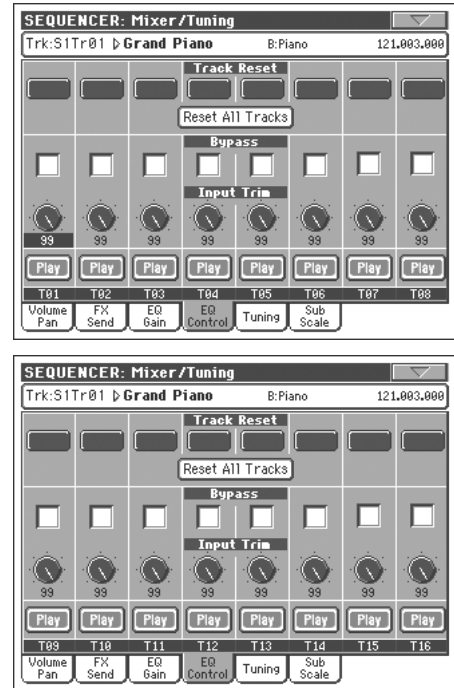 SEQUENCER: Mixer/Tuning
Trk:S1Tr01 Grand Piano B:Piano 121.003.000
Track Reset
Reset All Tracks
Bypass
Input Trim
99 99 99 99 99 99 99 99
Play Play Play Play Play Play Play Play
T01 T02 T03 T04 T05 T06 T07 T08
Volume Pan FX Send EQ Gain EQ Control Tuning Sub Scale
SEQUENCER: Mixer/Tuning
Trk:S1Tr01 Grand Piano B:Piano 121.003.000
Track Reset
Reset All Tracks
Bypass
Input Trim
99 99 99 99 99 99 99 99
Play Play Play Play Play Play Play Play
T09 T10 T11 T12 T13 T14 T15 T16
Volume Pan FX Send EQ Gain EQ Control Tuning Sub Scale